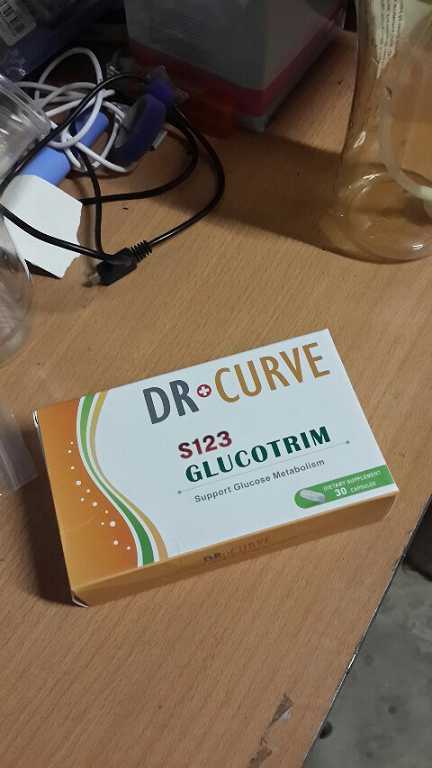 DR CURVE
S123
GLUCOTRIM
Support Glucose Metabolism
DIETARY SUPPLEMENT
30 CAPSULES
DR CURVE